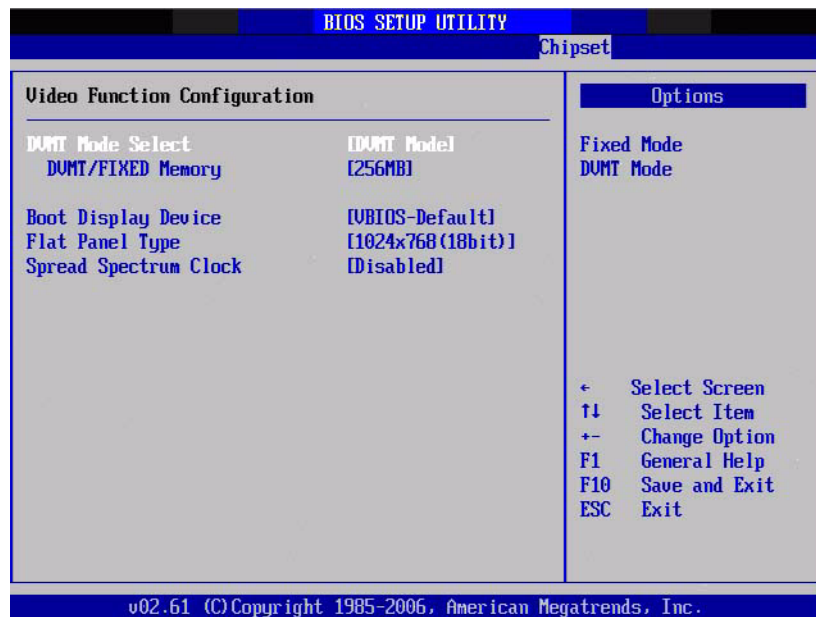 BIOS SETUP UTILITY
Chipset
Video Function Configuration
DVMT Mode Select [DVMT Mode]
DVMT/FIXED Memory [256MB]
Boot Display Device [VBIOS-Default]
Flat Panel Type [1024x768(18bit)]
Spread Spectrum Clock [Disabled]
Options
Fixed Mode
DVMT Mode
← Select Screen
↑↓ Select Item
+- Change Option
F1 General Help
F10 Save and Exit
ESC Exit
v02.61 (C)Copyright 1985-2006, American Megatrends, Inc.